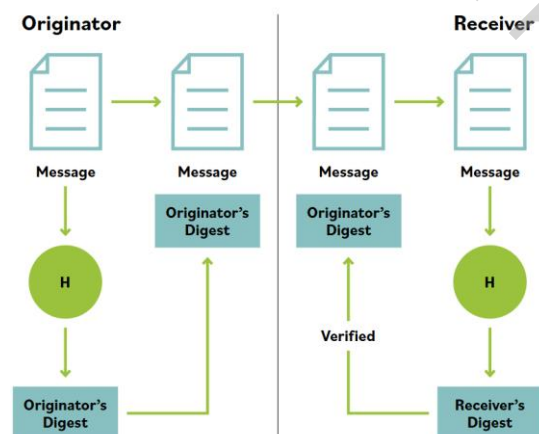 Originator
Receiver
Message
Message
Message
Message
Originator's
Digest
Originator's
Digest
H
H
Verified
Originator's
Digest
Receiver's
Digest